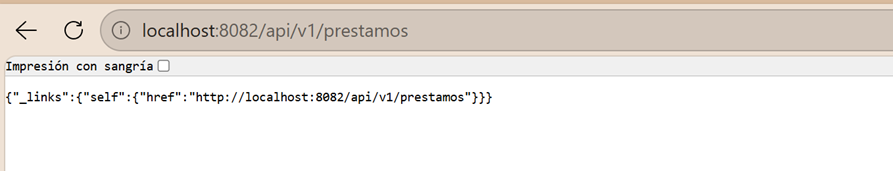 localhost:8082/api/v1/prestamos
Impresión con sangría
{"_links":{"self":{"href":"http://localhost:8082/api/v1/prestamos"}}}